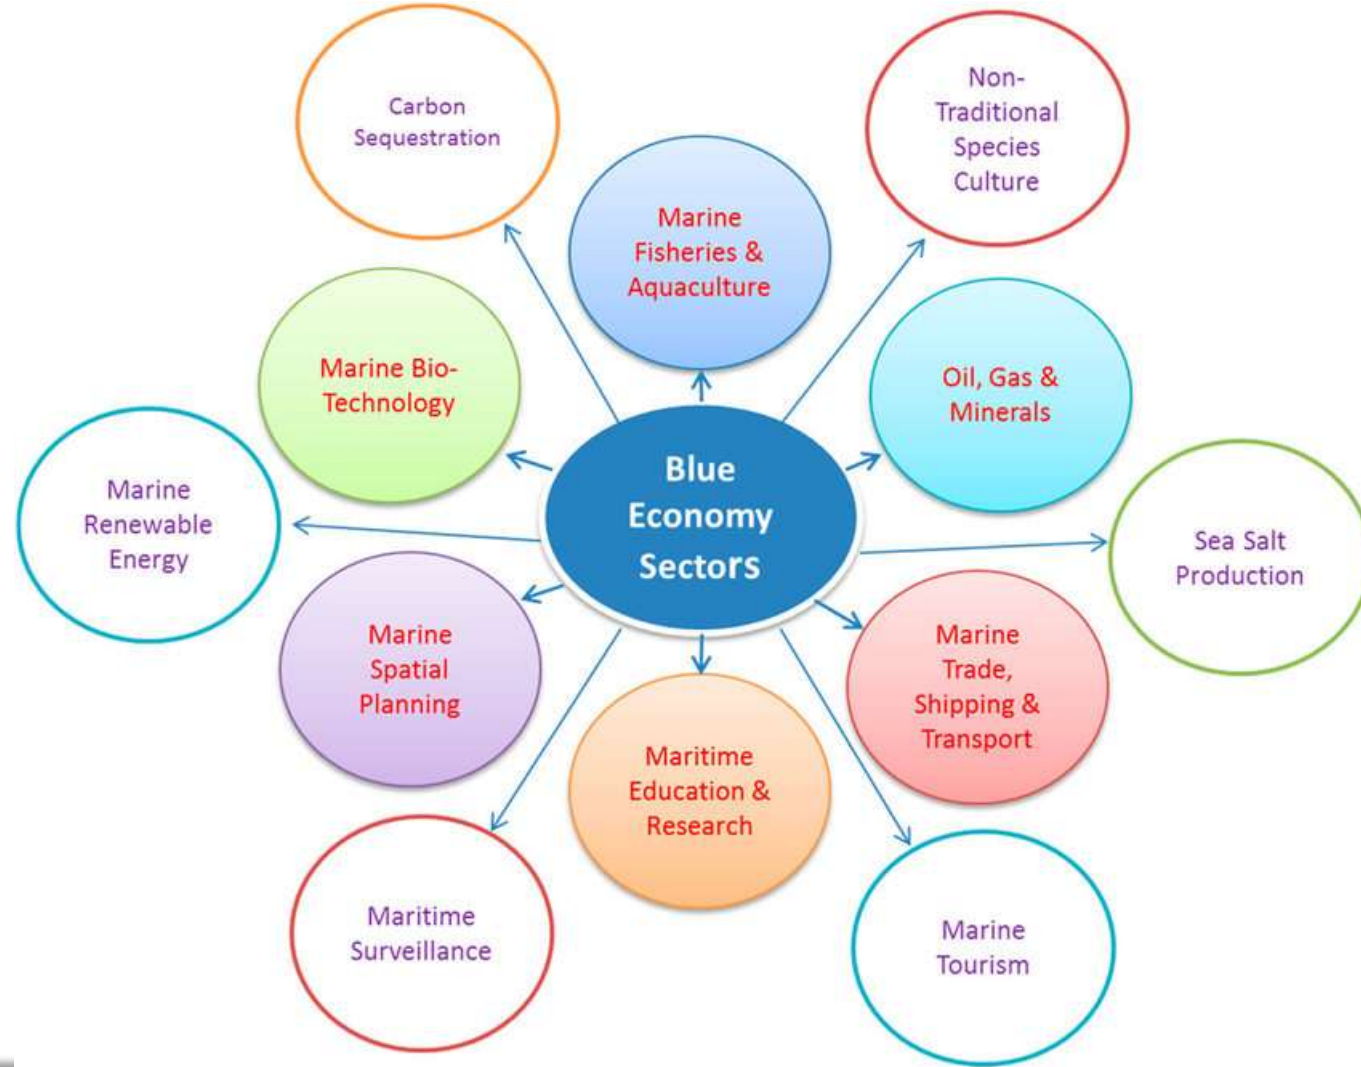 Carbon
Sequestration
Non-
Traditional
Species
Culture
Marine
Fisheries &
Aquaculture
Marine Bio-
Technology
Oil, Gas &
Minerals
Blue
Economy
Sectors
Marine
Renewable
Energy
Sea Salt
Production
Marine
Spatial
Planning
Marine
Trade,
Shipping &
Transport
Maritime
Education &
Research
Maritime
Surveillance
Marine
Tourism